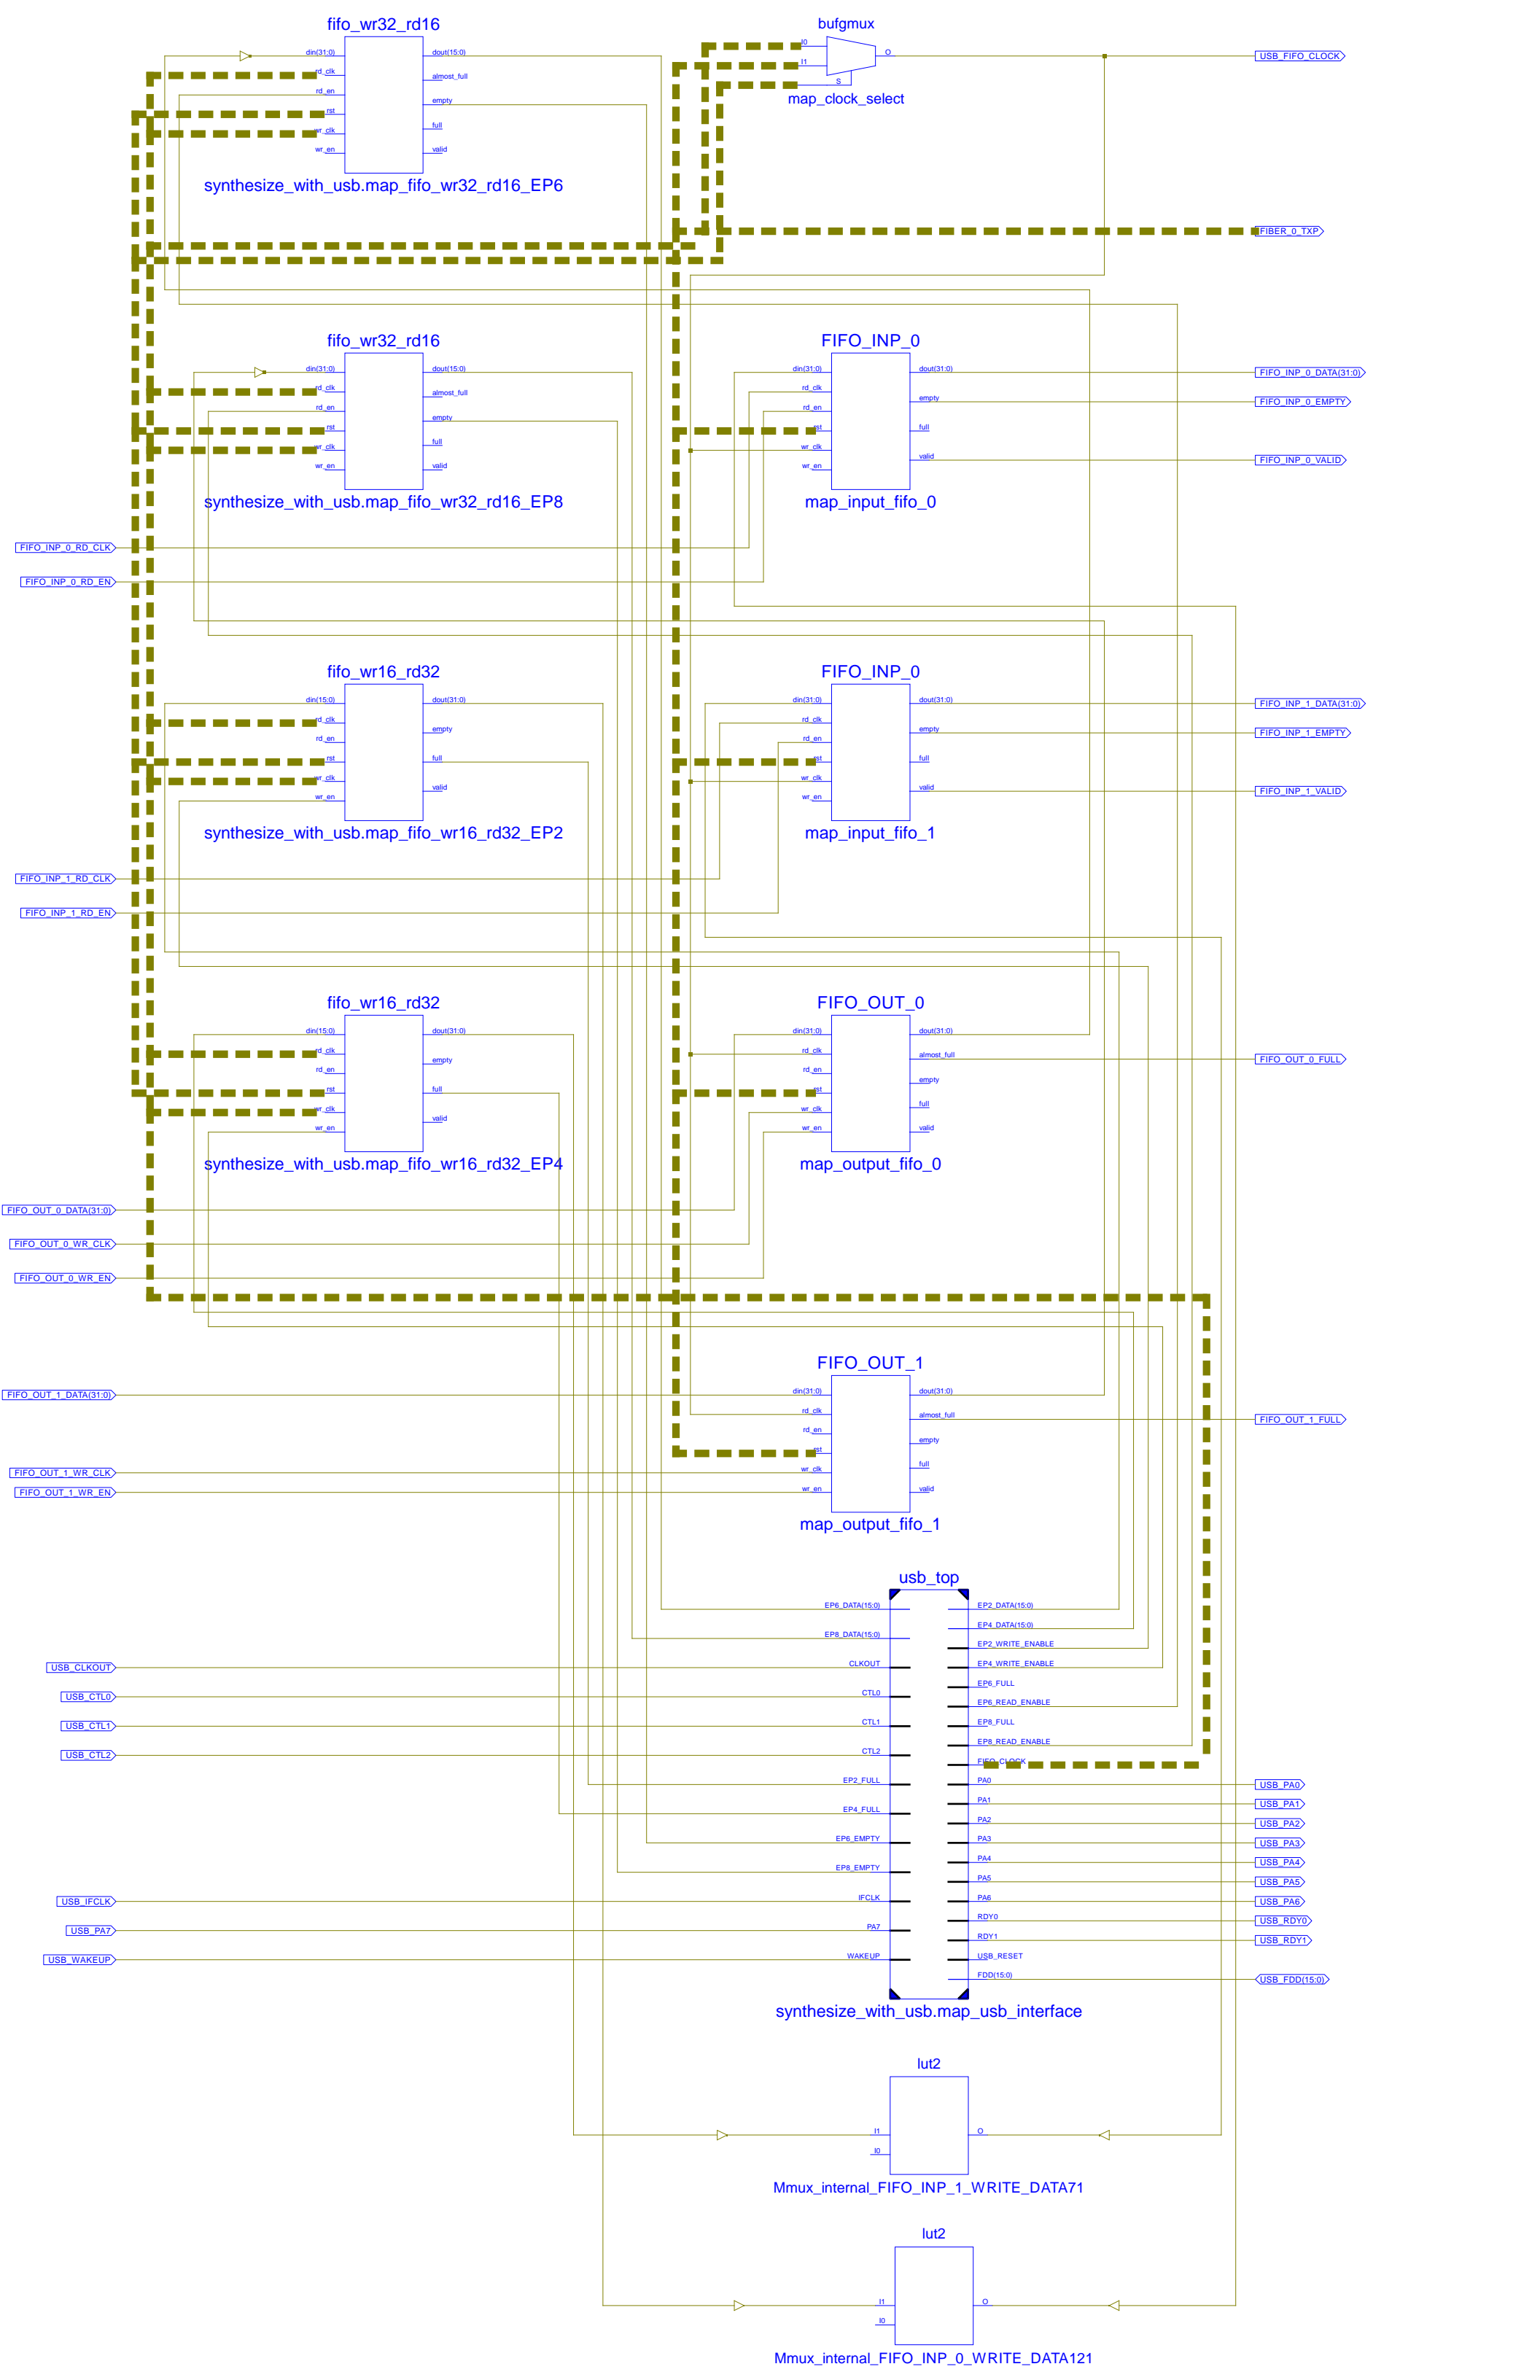 fifo_wr32_rd16
bufgmux
din(31:0)
dout(15:0)
rd_clk
almost_full
rd_en
empty
rst
full
wr_clk
wr_en
valid
synthesize_with_usb.map_fifo_wr32_rd16_EP6
I0
I1
S
O
map_clock_select
USB_FIFO_CLOCK
FIBER_0_TXP
fifo_wr32_rd16
din(31:0)
dout(15:0)
rd_clk
almost_full
rd_en
empty
rst
full
wr_clk
wr_en
valid
synthesize_with_usb.map_fifo_wr32_rd16_EP8
FIFO_INP_0
din(31:0)
dout(31:0)
rd_clk
empty
rd_en
rst
full
wr_clk
valid
wr_en
map_input_fifo_0
FIFO_INP_0_DATA(31:0)
FIFO_INP_0_EMPTY
FIFO_INP_0_VALID
FIFO_INP_0_RD_CLK
FIFO_INP_0_RD_EN
fifo_wr16_rd32
din(15:0)
dout(31:0)
rd_clk
empty
rd_en
rst
full
wr_clk
valid
wr_en
synthesize_with_usb.map_fifo_wr16_rd32_EP2
FIFO_INP_0
din(31:0)
dout(31:0)
rd_clk
empty
rd_en
rst
full
wr_clk
valid
wr_en
map_input_fifo_1
FIFO_INP_1_DATA(31:0)
FIFO_INP_1_EMPTY
FIFO_INP_1_VALID
FIFO_INP_1_RD_CLK
FIFO_INP_1_RD_EN
fifo_wr16_rd32
din(15:0)
dout(31:0)
rd_clk
empty
rd_en
rst
full
wr_clk
valid
wr_en
synthesize_with_usb.map_fifo_wr16_rd32_EP4
FIFO_OUT_0
din(31:0)
dout(31:0)
rd_clk
almost_full
rd_en
empty
rst
full
wr_clk
valid
wr_en
map_output_fifo_0
FIFO_OUT_0_FULL
FIFO_OUT_0_DATA(31:0)
FIFO_OUT_0_WR_CLK
FIFO_OUT_0_WR_EN
FIFO_OUT_1
din(31:0)
dout(31:0)
rd_clk
almost_full
rd_en
empty
rst
full
wr_clk
valid
wr_en
map_output_fifo_1
FIFO_OUT_1_FULL
FIFO_OUT_1_DATA(31:0)
FIFO_OUT_1_WR_CLK
FIFO_OUT_1_WR_EN
usb_top
EP6_DATA(15:0)
EP8_DATA(15:0)
CLKOUT
CTL0
CTL1
CTL2
EP2_FULL
EP4_FULL
EP6_EMPTY
EP8_EMPTY
IFCLK
PA7
WAKEUP
EP2_DATA(15:0)
EP4_DATA(15:0)
EP2_WRITE_ENABLE
EP4_WRITE_ENABLE
EP6_FULL
EP6_READ_ENABLE
EP8_FULL
EP8_READ_ENABLE
FIFO_CLOCK
PA0
PA1
PA2
PA3
PA4
PA5
PA6
RDY0
RDY1
USB_RESET
FDD(15:0)
synthesize_with_usb.map_usb_interface
USB_CLKOUT
USB_CTL0
USB_CTL1
USB_CTL2
USB_IFCLK
USB_PA7
USB_WAKEUP
USB_PA0
USB_PA1
USB_PA2
USB_PA3
USB_PA4
USB_PA5
USB_PA6
USB_RDY0
USB_RDY1
USB_FDD(15:0)
lut2
I1
I0
O
Mmux_internal_FIFO_INP_1_WRITE_DATA71
lut2
I1
I0
O
Mmux_internal_FIFO_INP_0_WRITE_DATA121